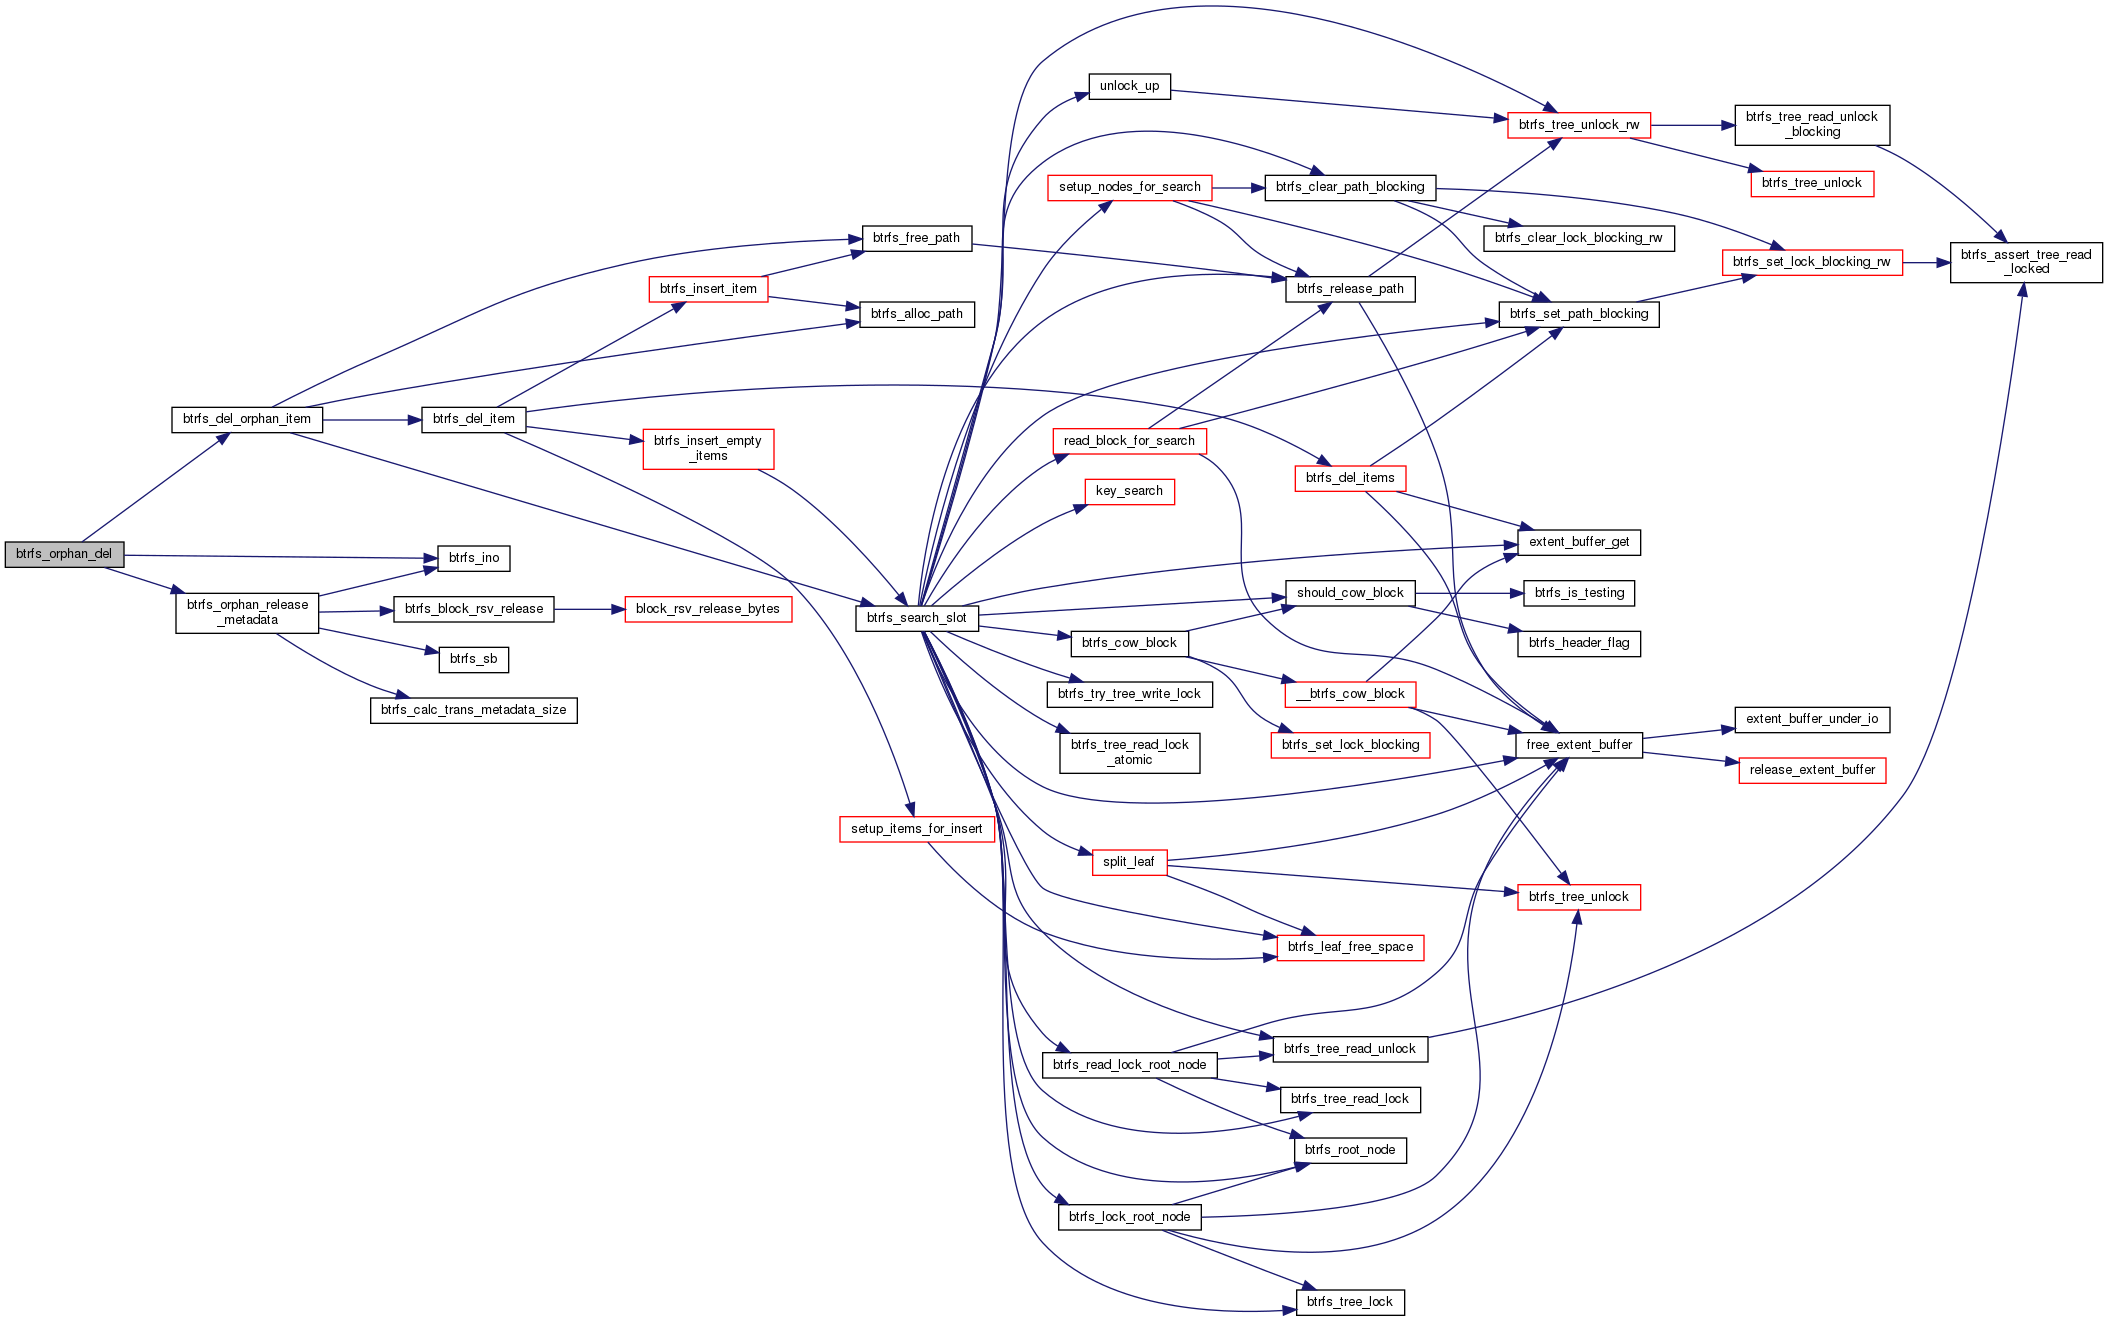 btrfs_orphan_del
btrfs_del_orphan_item
btrfs_orphan_release
_metadata
btrfs_free_path
btrfs_insert_item
btrfs_alloc_path
btrfs_del_item
btrfs_insert_empty
_items
btrfs_ino
btrfs_block_rsv_release
block_rsv_release_bytes
btrfs_sb
btrfs_calc_trans_metadata_size
btrfs_search_slot
setup_items_for_insert
unlock_up
setup_nodes_for_search
read_block_for_search
key_search
btrfs_cow_block
btrfs_try_tree_write_lock
btrfs_tree_read_lock
_atomic
split_leaf
btrfs_read_lock_root_node
btrfs_lock_root_node
btrfs_clear_path_blocking
btrfs_release_path
btrfs_del_items
should_cow_block
__btrfs_cow_block
btrfs_set_lock_blocking
btrfs_leaf_free_space
btrfs_tree_read_unlock
btrfs_tree_read_lock
btrfs_root_node
btrfs_tree_lock
btrfs_tree_unlock_rw
btrfs_clear_lock_blocking_rw
btrfs_set_path_blocking
extent_buffer_get
btrfs_is_testing
btrfs_header_flag
free_extent_buffer
btrfs_tree_unlock
btrfs_tree_read_unlock
_blocking
btrfs_tree_unlock
btrfs_set_lock_blocking_rw
extent_buffer_under_io
release_extent_buffer
btrfs_assert_tree_read
_locked